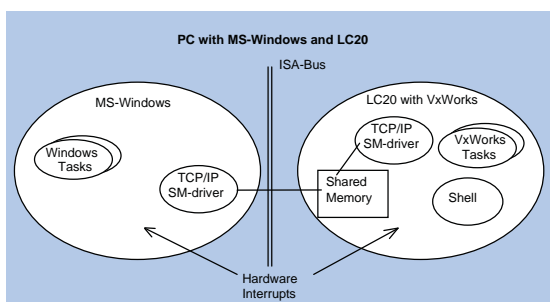 PC with MS-Windows and LC20
ISA-Bus
MS-Windows
LC20 with VxWorks
Windows
Tasks
TCP/IP
SM-driver
TCP/IP
SM-driver
VxWorks
Tasks
Shared
Memory
Shell
Hardware
Interrupts